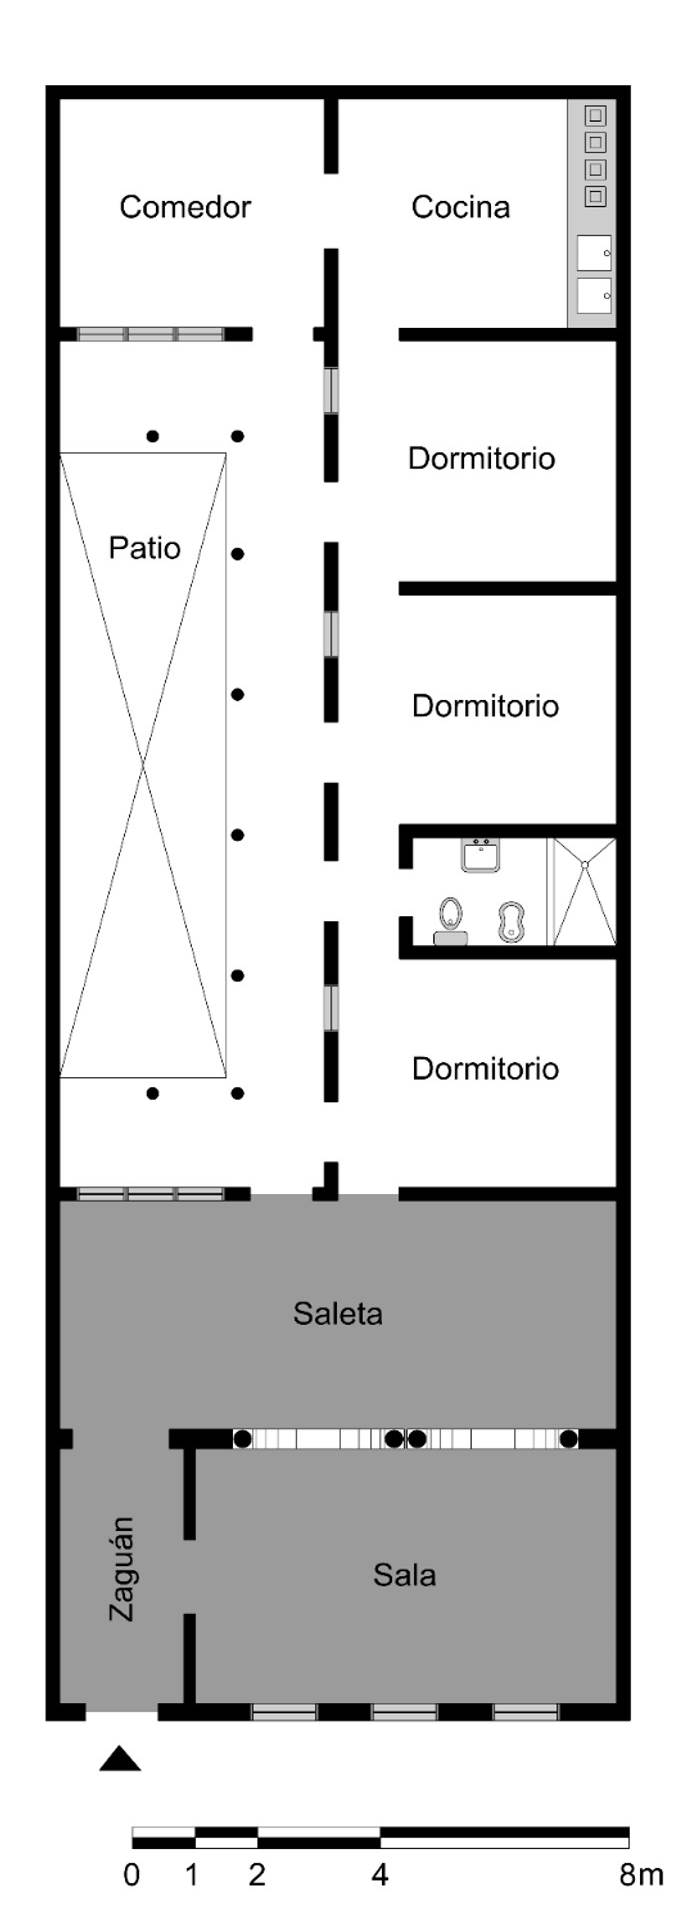 Comedor
Cocina
Dormitorio
Patio
Dormitorio
Dormitorio
Saleta
Zaguán
Sala
0 1 2 4 8m